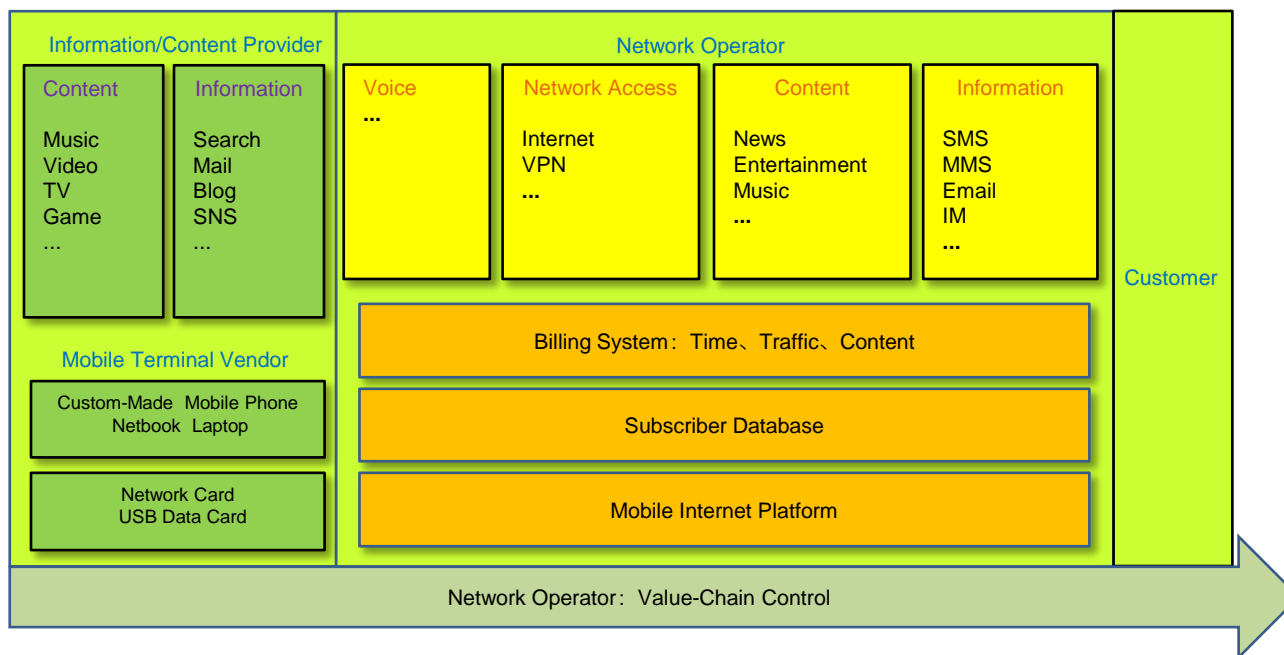 Information/Content Provider
Content
Music
Video
TV
Game
...
Information
Search
Mail
Blog
SNS
...
Mobile Terminal Vendor
Custom-Made Mobile Phone
Netbook Laptop
Network Card
USB Data Card
Network Operator
Voice
...
Network Access
Internet
VPN
...
Content
News
Entertainment
Music
...
Information
SMS
MMS
Email
IM
...
Billing System：Time、Traffic、Content
Subscriber Database
Mobile Internet Platform
Customer
Network Operator：Value-Chain Control